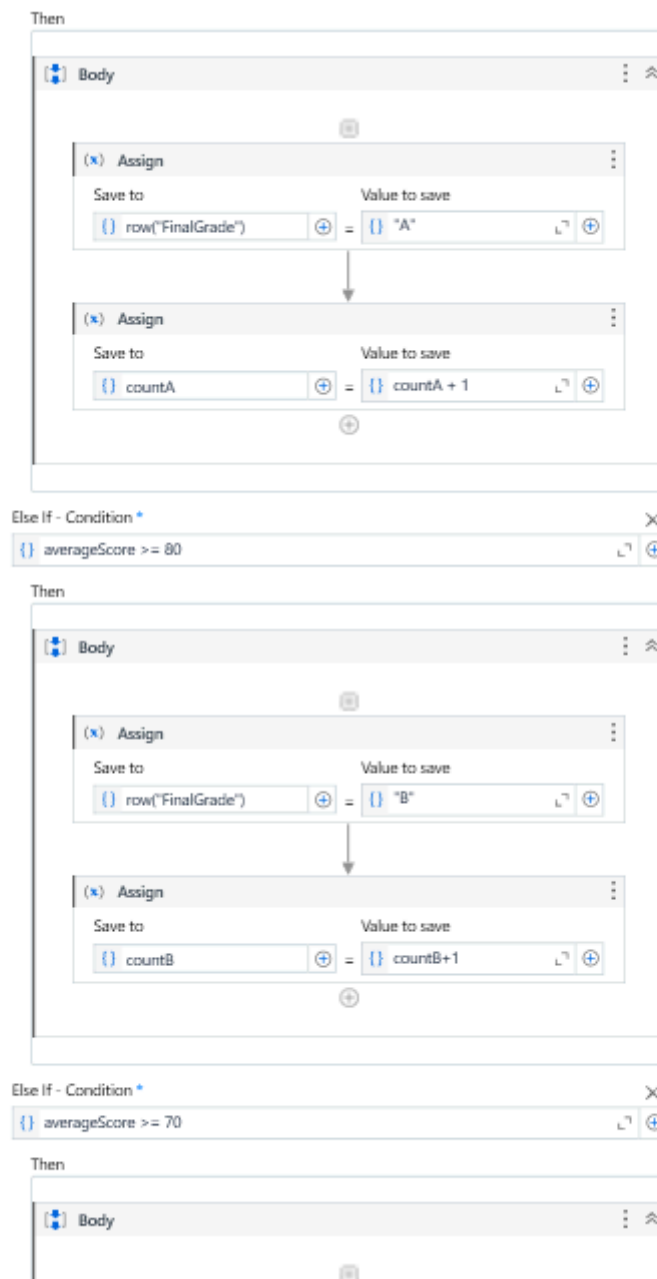 Then
Body
(x) Assign
Save to Value to save
{} row("FinalGrade") = {} "A"
(x) Assign
Save to Value to save
{} countA = {} countA + 1
Else If - Condition *
{} averageScore >= 80
Then
Body
(x) Assign
Save to Value to save
{} row("FinalGrade") = {} "B"
(x) Assign
Save to Value to save
{} countB = {} countB+1
Else If - Condition *
{} averageScore >= 70
Then
Body